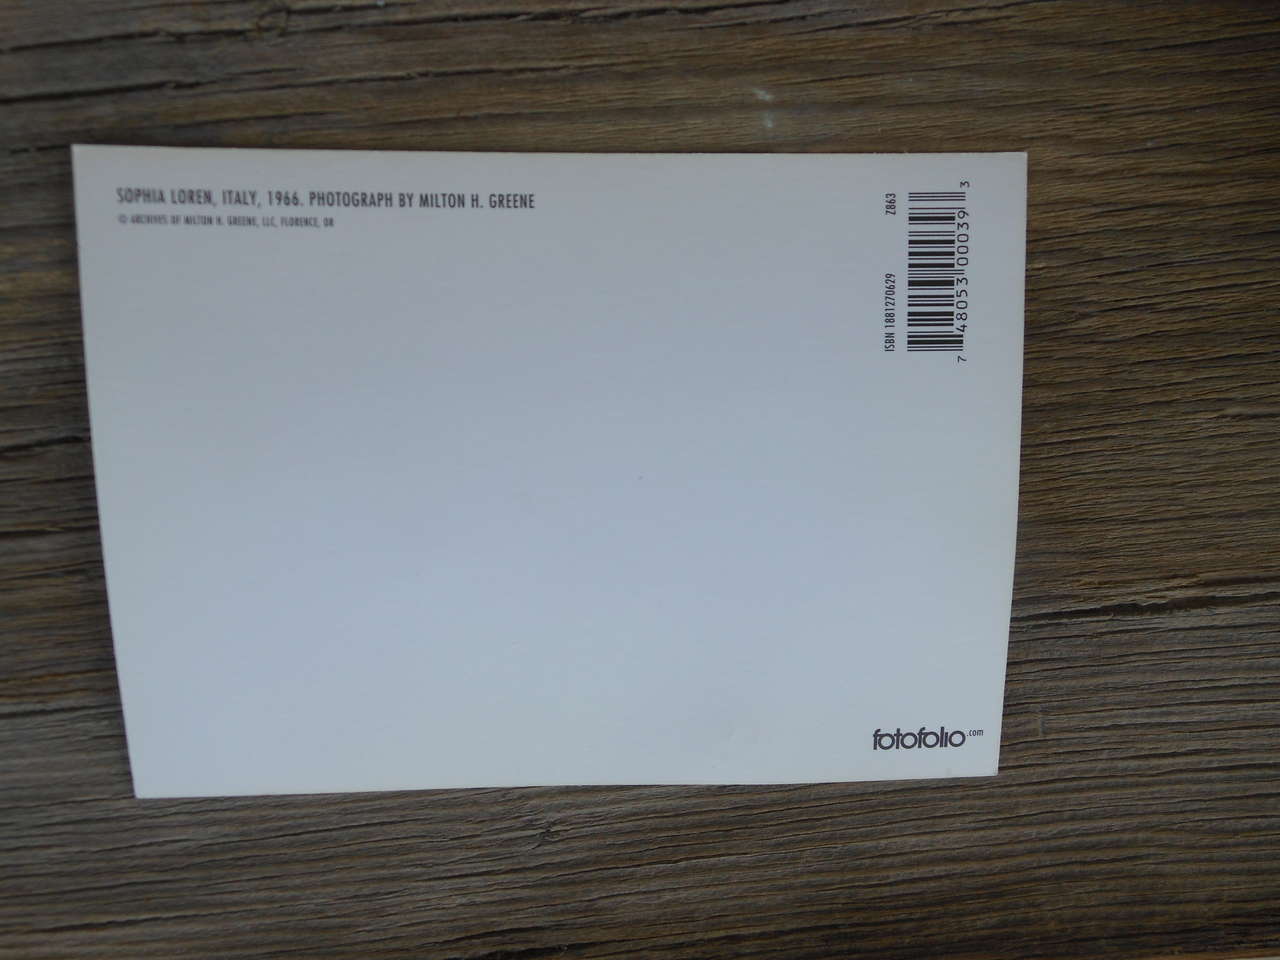 SOPHIA LOREN, ITALY, 1966. PHOTOGRAPH BY MILTON H. GREENE
© ARCHIVES OF MILTON H. GREENE, LLC, FLORENCE, OR
ISBN 1881270629 Z863
7 48053 00039 3
fotofolio.com